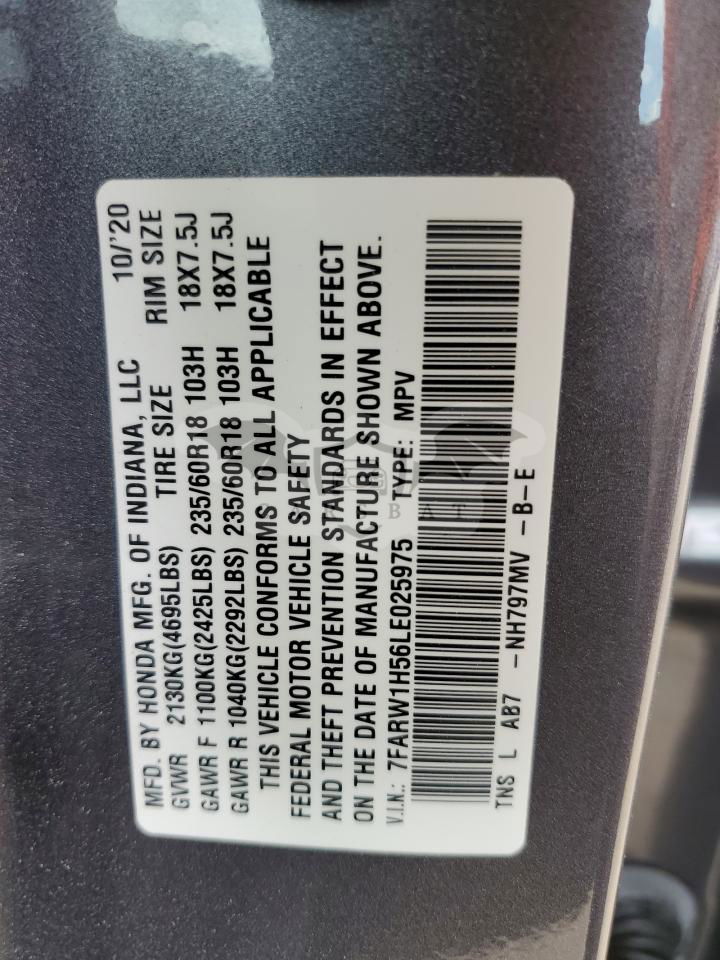 MFD. BY HONDA MFG. OF INDIANA, LLC 10/'20
GVWR 2130KG(4695LBS) TIRE SIZE RIM SIZE
GAWR F 1100KG(2425LBS) 235/60R18 103H 18X7.5J
GAWR R 1040KG(2292LBS) 235/60R18 103H 18X7.5J
THIS VEHICLE CONFORMS TO ALL APPLICABLE
FEDERAL MOTOR VEHICLE SAFETY
AND THEFT PREVENTION STANDARDS IN EFFECT
ON THE DATE OF MANUFACTURE SHOWN ABOVE.
V.I.N.: 7FARW1H56LE025975 TYPE: MPV
TNS L AB7 -NH797MV -B-E